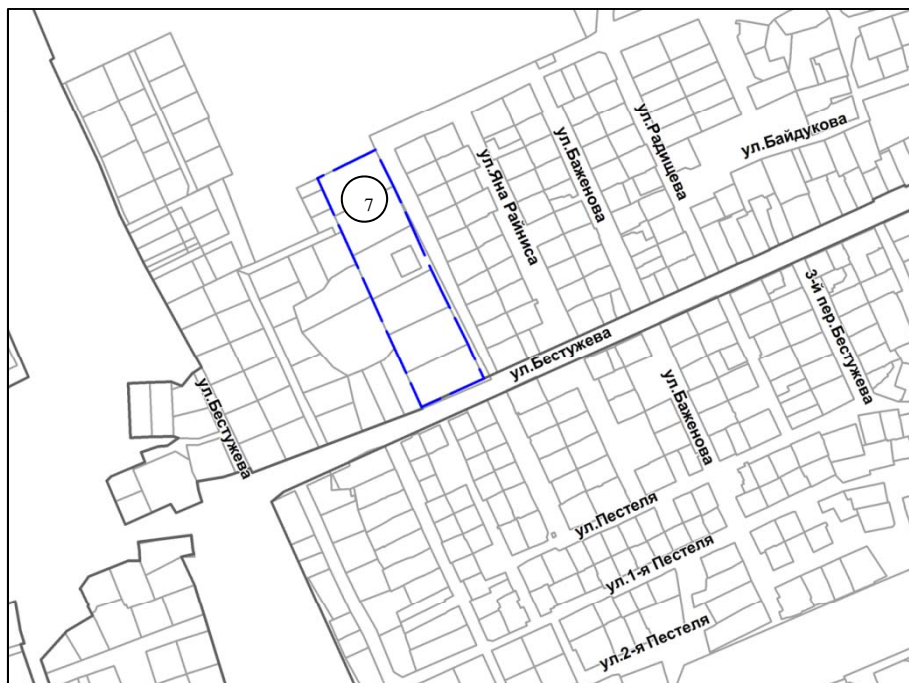 ул.Байдукова
ул.Радищева
ул.Баженова
ул.Яна Райниса
7
3-й пер.Бестужева
ул.Бестужева
ул.Бестужева
ул.Баженова
ул.Пестеля
ул.1-я Пестеля
ул.2-я Пестеля